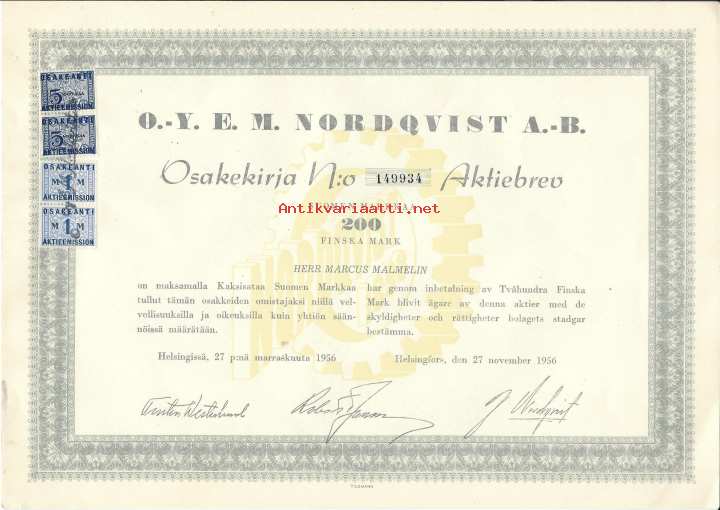 OSAKEANTI
5 MARKKAA
AKTIEEMISSION
OSAKEANTI
5 MARKKAA
AKTIEEMISSION
OSAKEANTI
M 1 M
AKTIEEMISSION
OSAKEANTI
M 1 M
AKTIEEMISSION
O.-Y. E. M. NORDQVIST A.-B.
Osakekirja N:o 149934 Aktiebrev
Antikvariaatti.net
200
FINSKA MARK
HERR MARCUS MALMELIN
on maksamalla Kaksisataa Suomen Markkaa
tullut tämän osakkeiden omistajaksi niillä vel-
vollisuuksilla ja oikeuksilla kuin yhtiön sään-
nöissä määrätään.
har genom inbetalning av Tvåhundra Finska
Mark blivit ägare av denna aktier med de
skyldigheter och rättigheter bolagets stadgar
bestämma.
Helsingissä, 27 p:nä marraskuuta 1956
Helsingfors, den 27 november 1956
TILGMANN